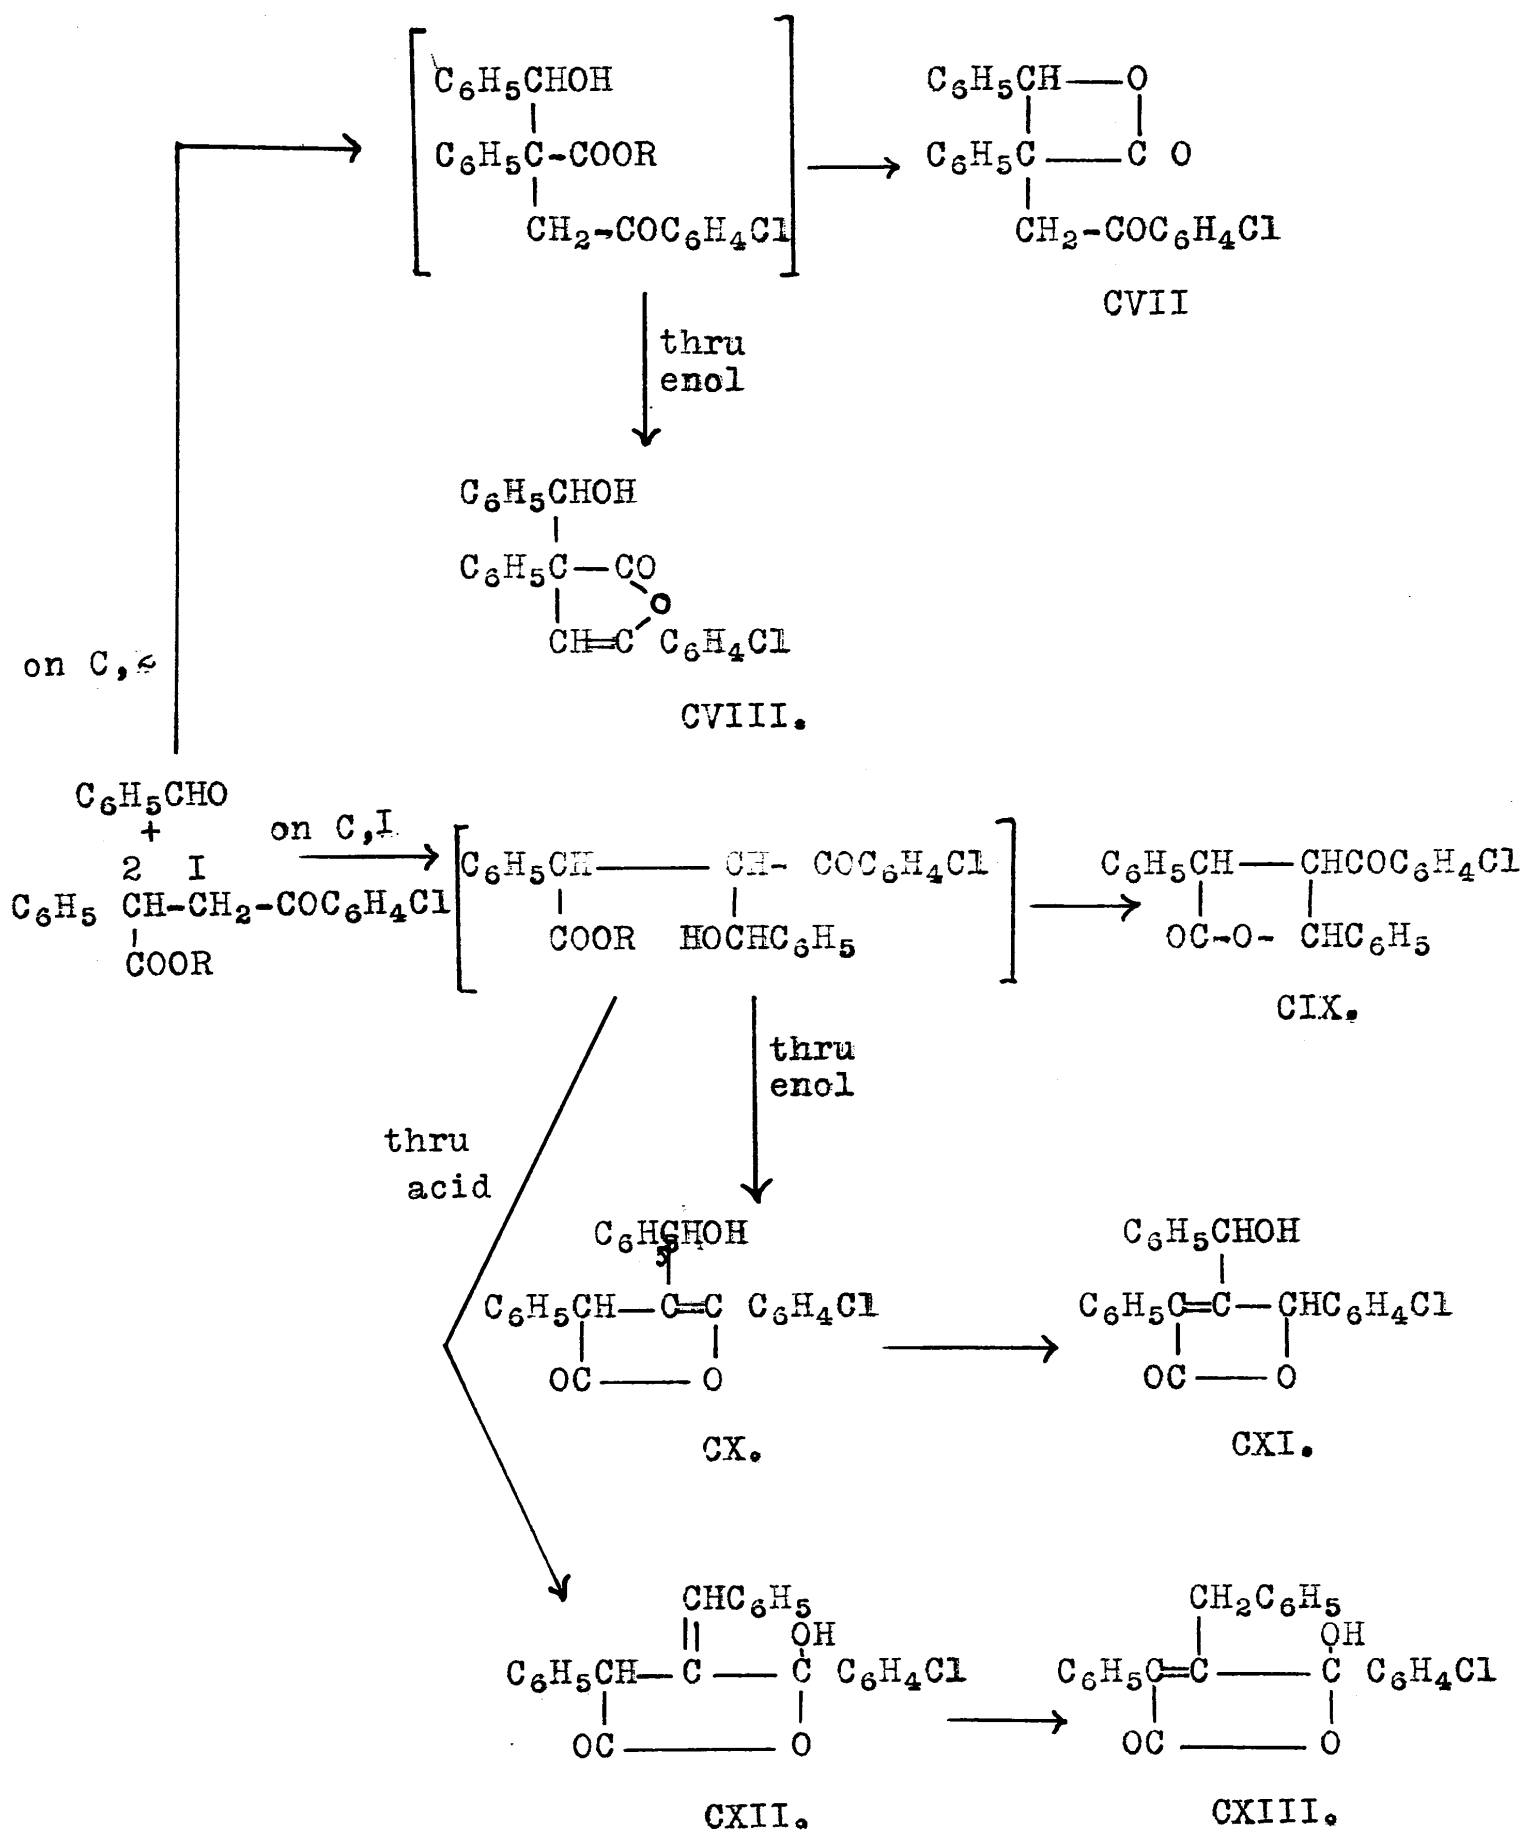 C₆H₅CHOH
C₆H₅C-COOR
CH₂-COC₆H₄Cl
C₆H₅CH—O
C₆H₅C—C O
CH₂-COC₆H₄Cl
CVII
thru
enol
C₆H₅CHOH
C₆H₅C—CO
O
CH=C C₆H₄Cl
CVIII.
on C,
C₆H₅CHO
+
2 I
C₆H₅ CH-CH₂-COC₆H₄Cl
COOR
on C,I
C₆H₅CH—CH- COC₆H₄Cl
COOR HOCHC₆H₅
C₆H₅CH—CHCOC₆H₄Cl
OC-O- CHC₆H₅
CIX.
thru
enol
thru
acid
C₆H₅CHOH
C₆H₅CH—C=C C₆H₄Cl
OC—O
CX.
C₆H₅CHOH
C₆H₅C=C—CHC₆H₄Cl
OC—O
CXI.
CHC₆H₅
OH
C₆H₅CH—C—C C₆H₄Cl
OC—O
CXII.
CH₂C₆H₅
OH
C₆H₅C=C—C C₆H₄Cl
OC—O
CXIII.